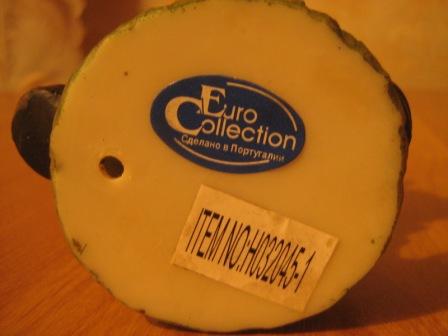 Euro
Collection
Сделано в Португалии
ITEM NO:H032045-1